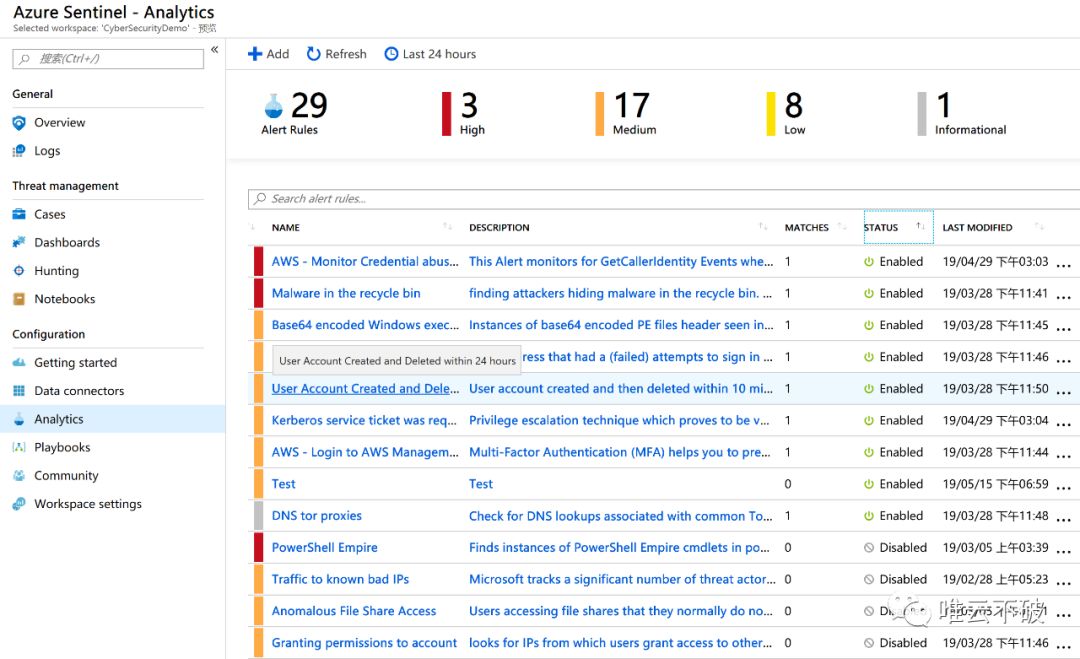 Azure Sentinel - Analytics
Selected workspace: 'CyberSecurityDemo' - 预览
搜索(Ctrl+/)
«
General
Overview
Logs
Threat management
Cases
Dashboards
Hunting
Notebooks
Configuration
Getting started
Data connectors
Analytics
Playbooks
Community
Workspace settings
Add Refresh Last 24 hours
29 Alert Rules
3 High
17 Medium
8 Low
1 Informational
Search alert rules...
NAME DESCRIPTION MATCHES STATUS LAST MODIFIED
AWS - Monitor Credential abus... This Alert monitors for GetCallerIdentity Events whe... 1 Enabled 19/04/29 下午03:03 ...
Malware in the recycle bin finding attackers hiding malware in the recycle bin. ... 1 Enabled 19/03/28 下午11:41 ...
Base64 encoded Windows exec... Instances of base64 encoded PE files header seen in... 1 Enabled 19/03/28 下午11:45 ...
User Account Created and Deleted within 24 hours
ress that had a (failed) attempts to sign in ... 1 Enabled 19/03/28 下午11:46 ...
User Account Created and Dele... User account created and then deleted within 10 mi... 1 Enabled 19/03/28 下午11:50 ...
Kerberos service ticket was req... Privilege escalation technique which proves to be v... 1 Enabled 19/04/29 下午03:04 ...
AWS - Login to AWS Managem... Multi-Factor Authentication (MFA) helps you to pre... 1 Enabled 19/03/28 下午11:44 ...
Test Test 0 Enabled 19/05/15 下午06:59 ...
DNS tor proxies Check for DNS lookups associated with common To... 1 Enabled 19/03/28 下午11:48 ...
PowerShell Empire Finds instances of PowerShell Empire cmdlets in po... 0 Disabled 19/03/05 上午03:39 ...
Traffic to known bad IPs Microsoft tracks a significant number of threat actor... 0 Disabled 19/02/28 上午05:23 ...
Anomalous File Share Access Users accessing file shares that they normally do no... 0 ...
唯云不破
Granting permissions to account looks for IPs from which users grant access to other... 0 Disabled 19/03/28 下午11:46 ...